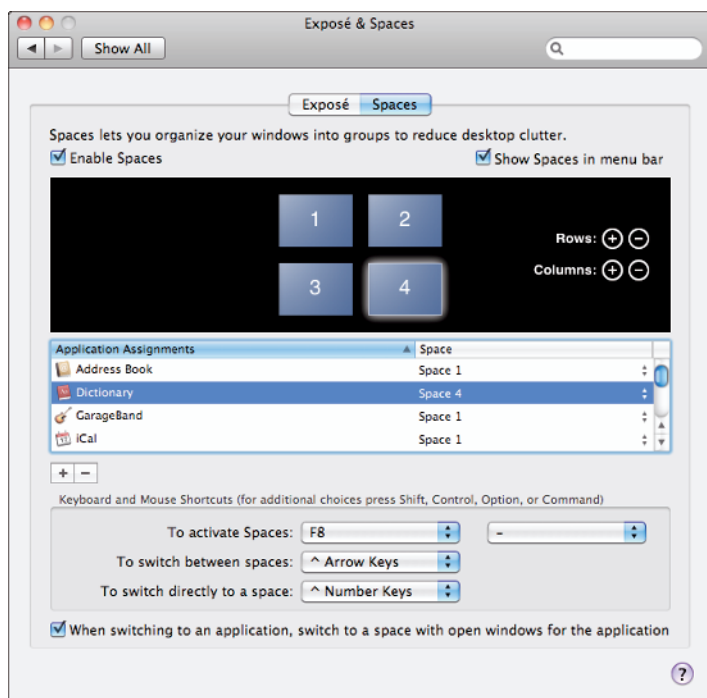 Exposé & Spaces
Show All
Exposé Spaces
Spaces lets you organize your windows into groups to reduce desktop clutter.
Enable Spaces Show Spaces in menu bar
1 2
Rows: + −
Columns: + −
3 4
Application Assignments Space
Address Book Space 1
Dictionary Space 4
GarageBand Space 1
iCal Space 1
+ −
Keyboard and Mouse Shortcuts (for additional choices press Shift, Control, Option, or Command)
To activate Spaces: F8 –
To switch between spaces: ^ Arrow Keys
To switch directly to a space: ^ Number Keys
When switching to an application, switch to a space with open windows for the application
?